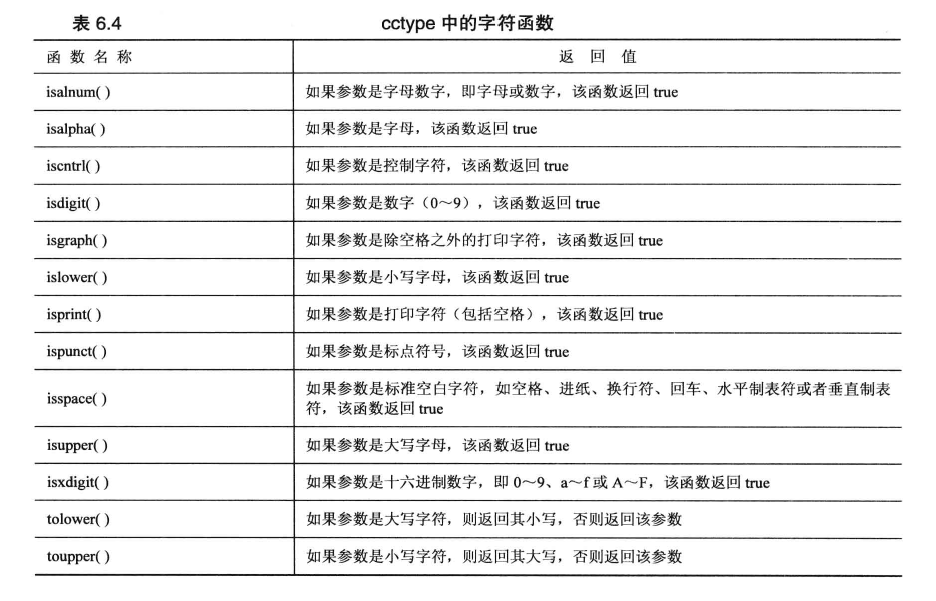 表 6.4 cctype 中的字符函数
函 数 名 称 返 回 值
isalnum( ) 如果参数是字母数字，即字母或数字，该函数返回 true
isalpha( ) 如果参数是字母，该函数返回 true
iscntrl( ) 如果参数是控制字符，该函数返回 true
isdigit( ) 如果参数是数字（0～9），该函数返回 true
isgraph( ) 如果参数是除空格之外的打印字符，该函数返回 true
islower( ) 如果参数是小写字母，该函数返回 true
isprint( ) 如果参数是打印字符（包括空格），该函数返回 true
ispunct( ) 如果参数是标点符号，该函数返回 true
isspace( ) 如果参数是标准空白字符，如空格、进纸、换行符、回车、水平制表符或者垂直制表
符，该函数返回 true
isupper( ) 如果参数是大写字母，该函数返回 true
isxdigit( ) 如果参数是十六进制数字，即 0～9、a～f 或 A～F，该函数返回 true
tolower( ) 如果参数是大写字符，则返回其小写，否则返回该参数
toupper( ) 如果参数是小写字符，则返回其大写，否则返回该参数